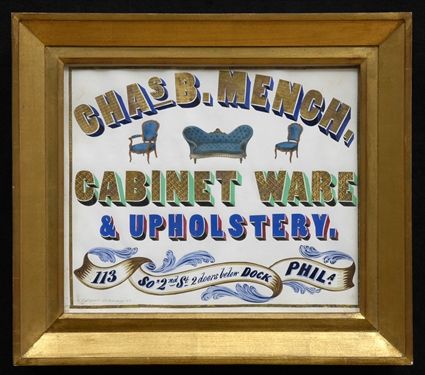 CHAS B. MENCH,
CABINET WARE
& UPHOLSTERY.
113 So' 2nd St. 2 doors below DOCK PHILA.